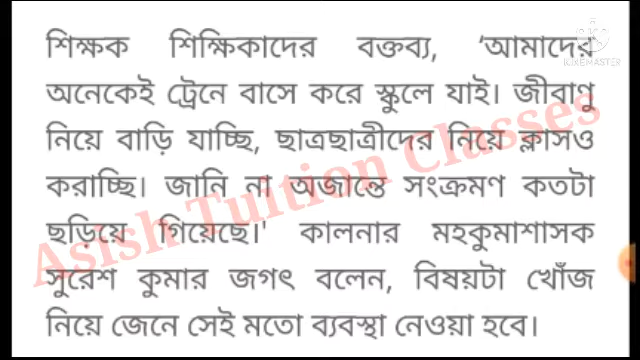 শিক্ষক শিক্ষিকাদের বক্তব্য, ‘আমাদের
অনেকেই ট্রেনে বাসে করে স্কুলে যাই। জীবাণু
নিয়ে বাড়ি যাচ্ছি, ছাত্রছাত্রীদের নিয়ে ক্লাসও
করাচ্ছি। জানি না অজান্তে সংক্রমণ কতটা
ছড়িয়ে গিয়েছে।' কালনার মহকুমাশাসক
সুরেশ কুমার জগৎ বলেন, বিষয়টা খোঁজ
নিয়ে জেনে সেই মতো ব্যবস্থা নেওয়া হবে।
Asish Tuition Classes
KINEMASTER